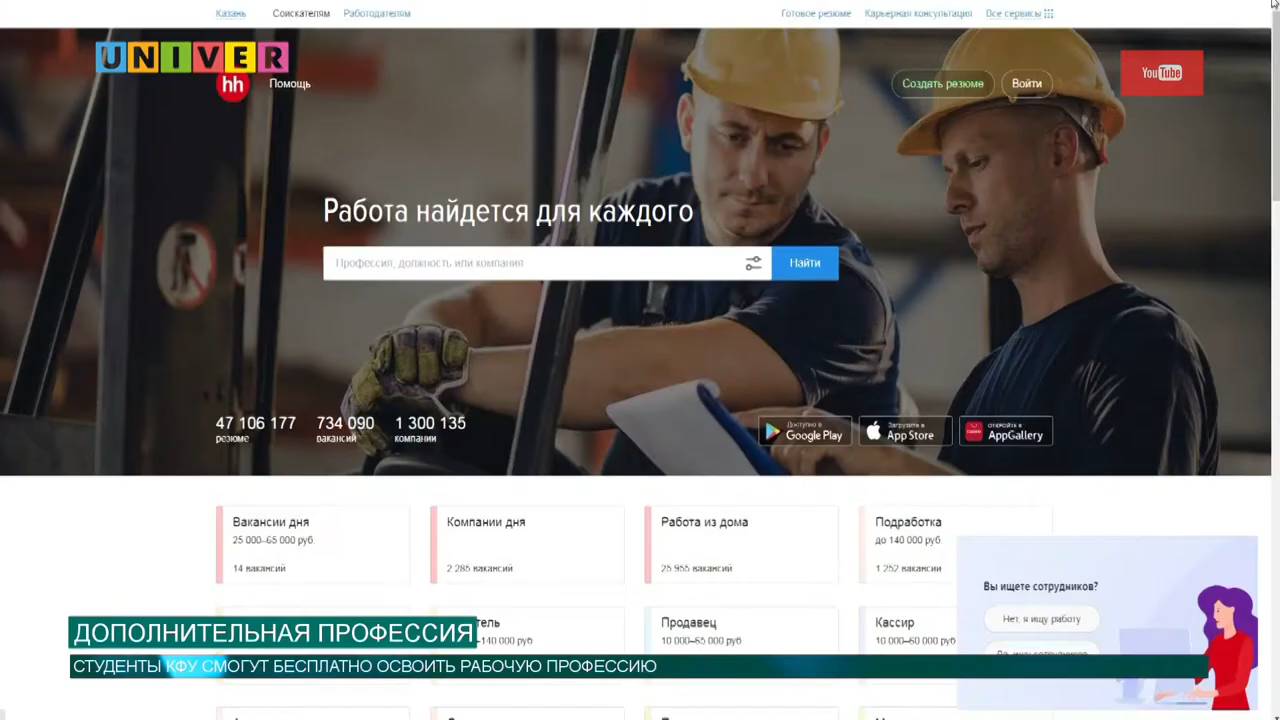 Казань Соискателям Работодателям Готовое резюме Карьерная консультация Все сервисы
UNIVER
hh Помощь Создать резюме Войти YouTube
Работа найдется для каждого
Профессия, должность или компания Найти
47 106 177 734 090 1 300 135
резюме вакансий компании
Доступно в Google Play
Загрузите в App Store
ОТКРОЙТЕ В AppGallery
Вакансии дня
25 000–65 000 руб.
14 вакансий
Компании дня
2 285 вакансий
Работа из дома
25 955 вакансий
Подработка
до 140 000 руб
1 252 вакансии
Вы ищете сотрудников?
Нет, я ищу работу
Продавец
10 000–65 000 руб
Кассир
10 000–60 000 руб
ДОПОЛНИТЕЛЬНАЯ ПРОФЕССИЯ
СТУДЕНТЫ КФУ СМОГУТ БЕСПЛАТНО ОСВОИТЬ РАБОЧУЮ ПРОФЕССИЮ